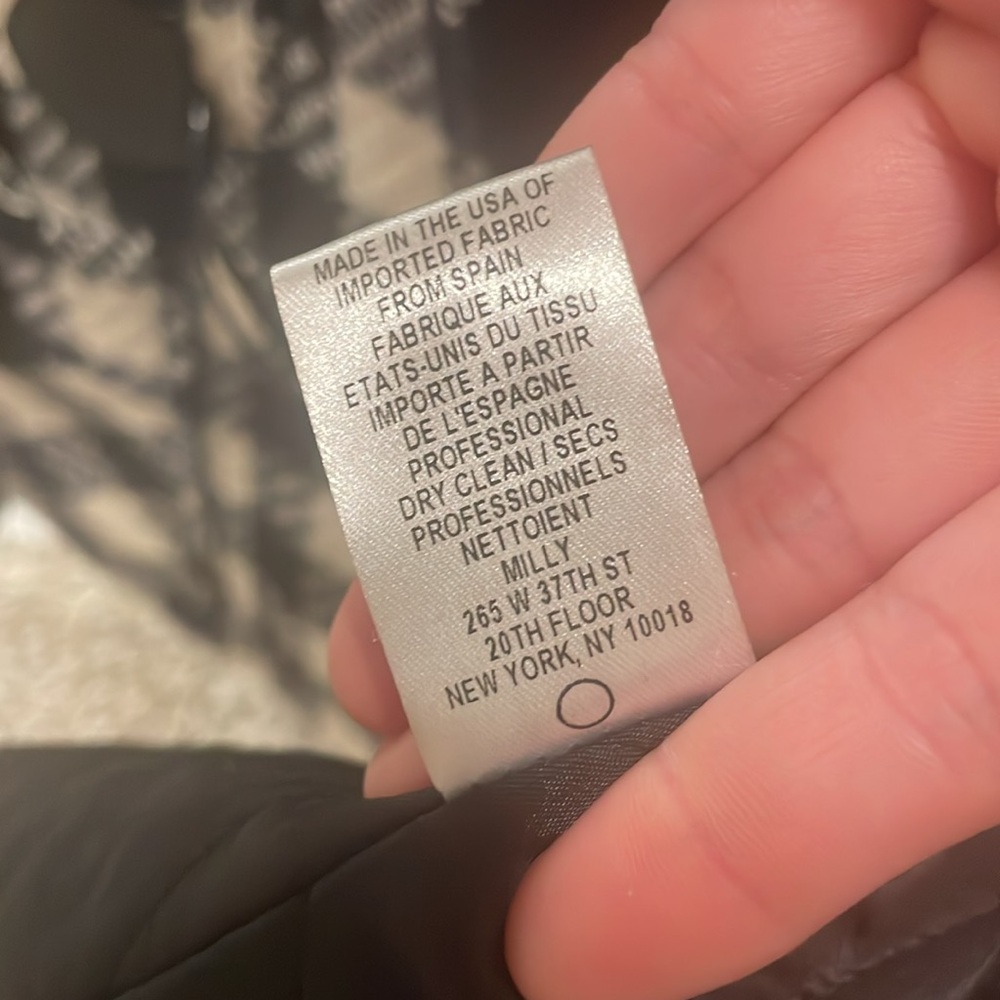 MADE IN THE USA OF
IMPORTED FABRIC
FROM SPAIN
FABRIQUE AUX
ETATS-UNIS DU TISSU
IMPORTE A PARTIR
DE L'ESPAGNE
PROFESSIONAL
DRY CLEAN / SECS
PROFESSIONNELS
NETTOIENT
MILLY
265 W 37TH ST
20TH FLOOR
NEW YORK, NY 10018